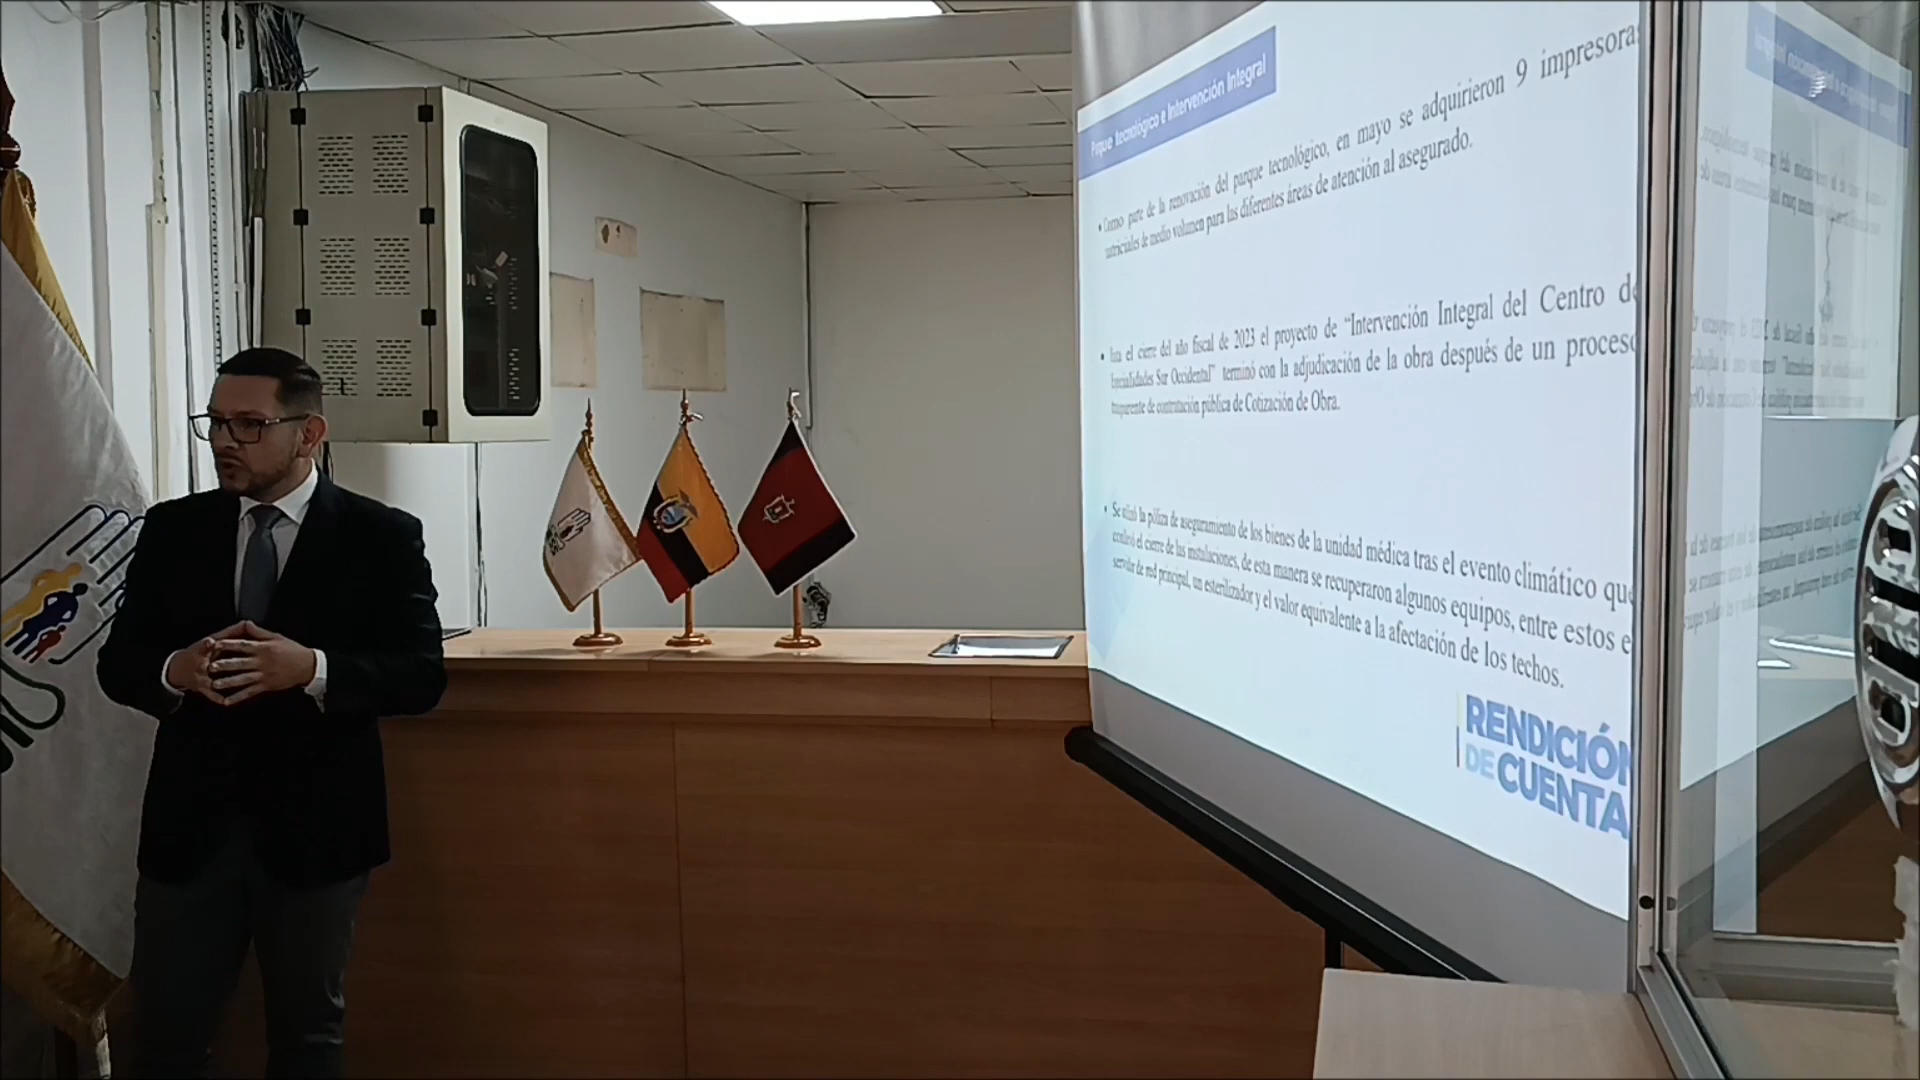 Parque tecnológico e Intervención Integral
• Como parte de la renovación del parque tecnológico, en mayo se adquirieron 9 impresoras
matriciales de medio volumen para las diferentes áreas de atención al asegurado.
• el cierre del año fiscal de 2023 el proyecto de “Intervención Integral del Centro de
Especialidades Sur Occidental” terminó con la adjudicación de la obra después de un proceso
transparente de contratación pública de Cotización de Obra.
• Se utilizó la póliza de aseguramiento de los bienes de la unidad médica tras el evento climático que
conllevó el cierre de las instalaciones, de esta manera se recuperaron algunos equipos, entre estos e
servidor de red principal, un esterilizador y el valor equivalente a la afectación de los techos.
RENDICIÓN
DE CUENTA